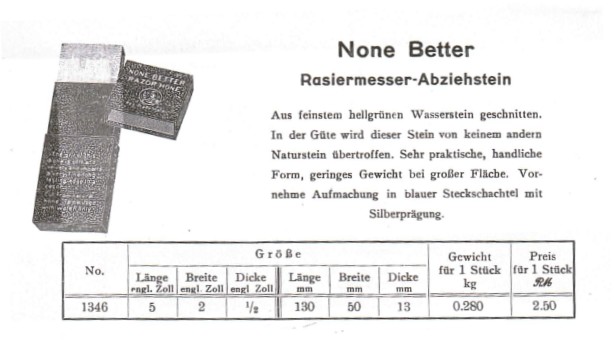 None Better
Rasiermesser-Abziehstein
NONE BETTER
RAZOR HONE
Aus feinstem hellgrünen Wasserstein geschnitten.
In der Güte wird dieser Stein von keinem andern
Naturstein übertroffen. Sehr praktische, handliche
Form, geringes Gewicht bei großer Fläche. Vor-
nehme Aufmachung in blauer Steckschachtel mit
Silberprägung.
No. Größe Gewicht für 1 Stück kg Preis für 1 Stück RM
Länge engl. Zoll Breite engl. Zoll Dicke engl Zoll Länge mm Breite mm Dicke mm
1346 5 2 1/2 130 50 13 0.280 2.50